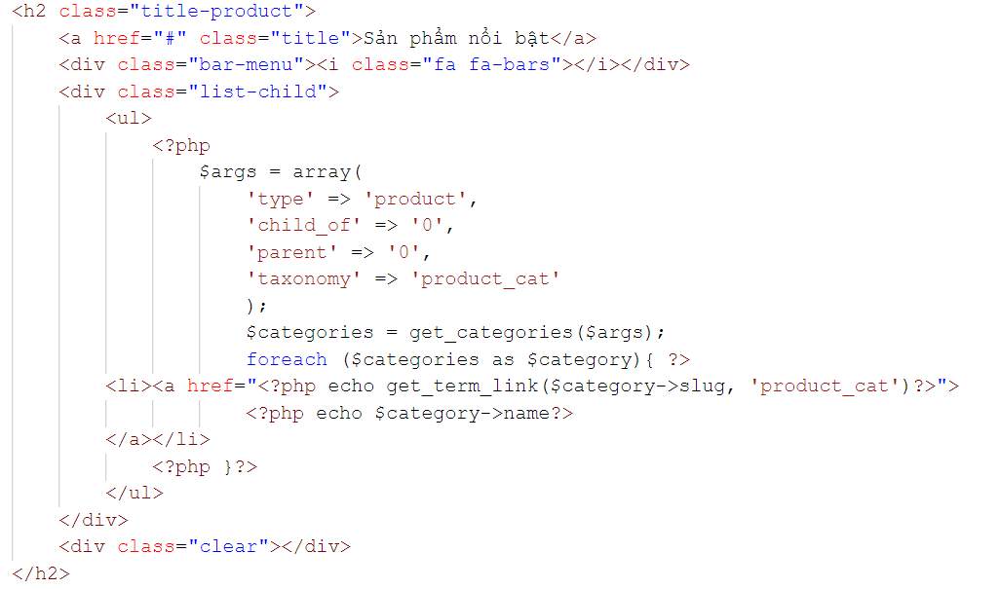 <h2 class="title-product">
<a href="#" class="title">Sản phẩm nổi bật</a>
<div class="bar-menu"><i class="fa fa-bars"></i></div>
<div class="list-child">
<ul>
<?php
$args = array(
'type' => 'product',
'child_of' => '0',
'parent' => '0',
'taxonomy' => 'product_cat'
);
$categories = get_categories($args);
foreach ($categories as $category){ ?>
<li><a href="<?php echo get_term_link($category->slug, 'product_cat')?>">
<?php echo $category->name?>
</a></li>
<?php }?>
</ul>
</div>
<div class="clear"></div>
</h2>